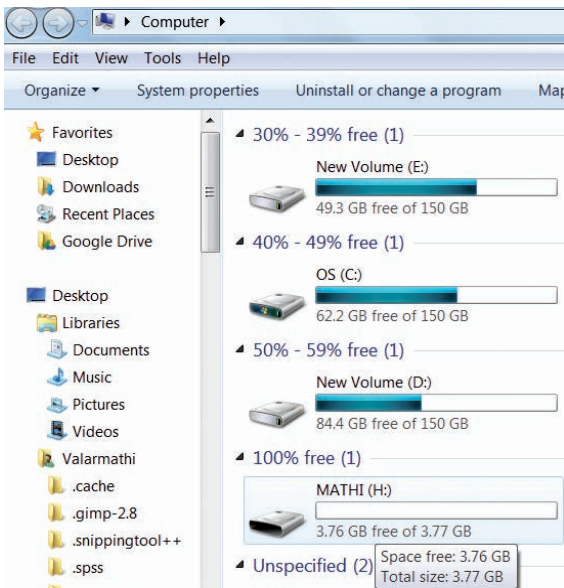 Computer
File Edit View Tools Help
Organize System properties Uninstall or change a program Map
Favorites
Desktop
Downloads
Recent Places
Google Drive
Desktop
Libraries
Documents
Music
Pictures
Videos
Valarmathi
.cache
.gimp-2.8
.snippingtool++
.spss
30% - 39% free (1)
New Volume (E:)
49.3 GB free of 150 GB
40% - 49% free (1)
OS (C:)
62.2 GB free of 150 GB
50% - 59% free (1)
New Volume (D:)
84.4 GB free of 150 GB
100% free (1)
MATHI (H:)
3.76 GB free of 3.77 GB
Unspecified (2)
Space free: 3.76 GB
Total size: 3.77 GB